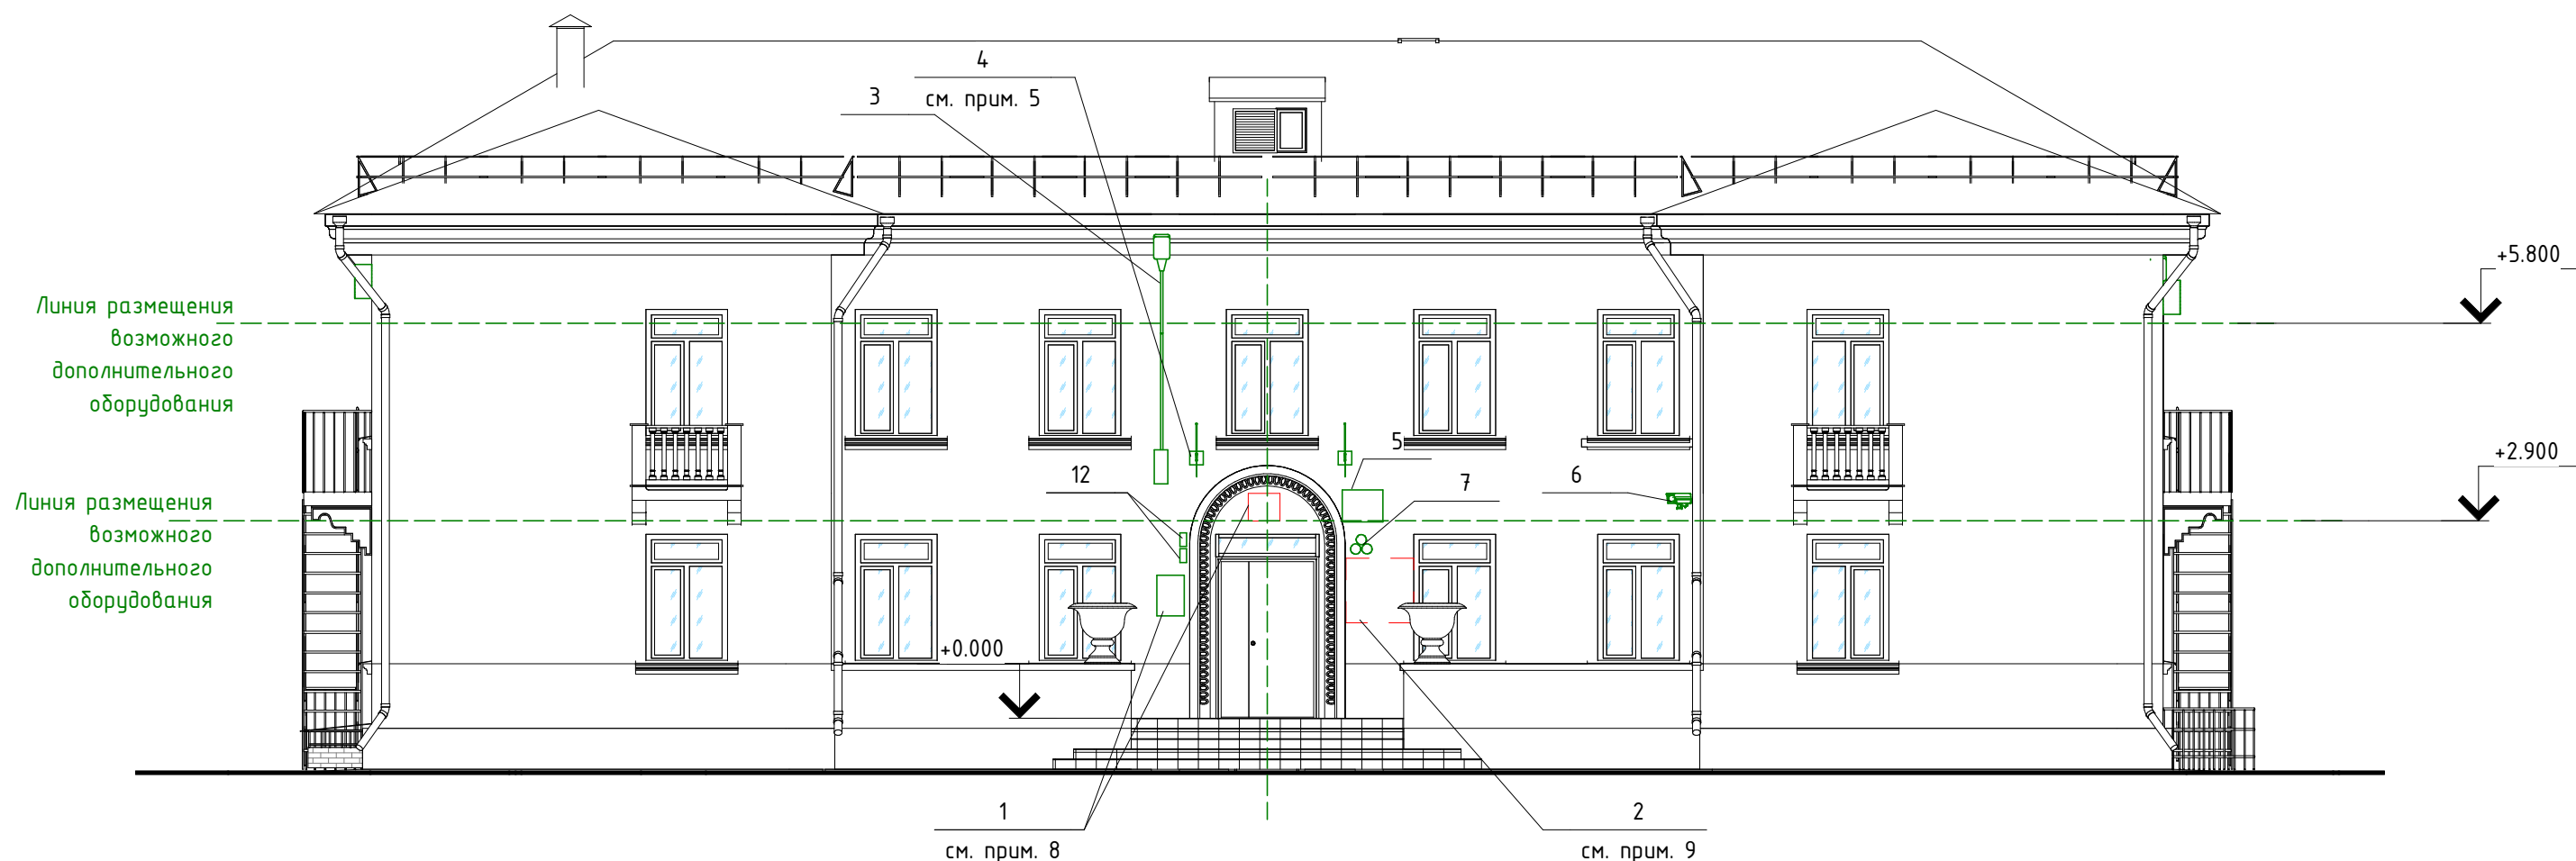 4
см. прим. 5
3
+5.800
Линия размещения
возможного
дополнительного
оборудования
5
+2.900
12
7
6
Линия размещения
возможного
дополнительного
оборудования
+0.000
1
см. прим. 8
2
см. прим. 9